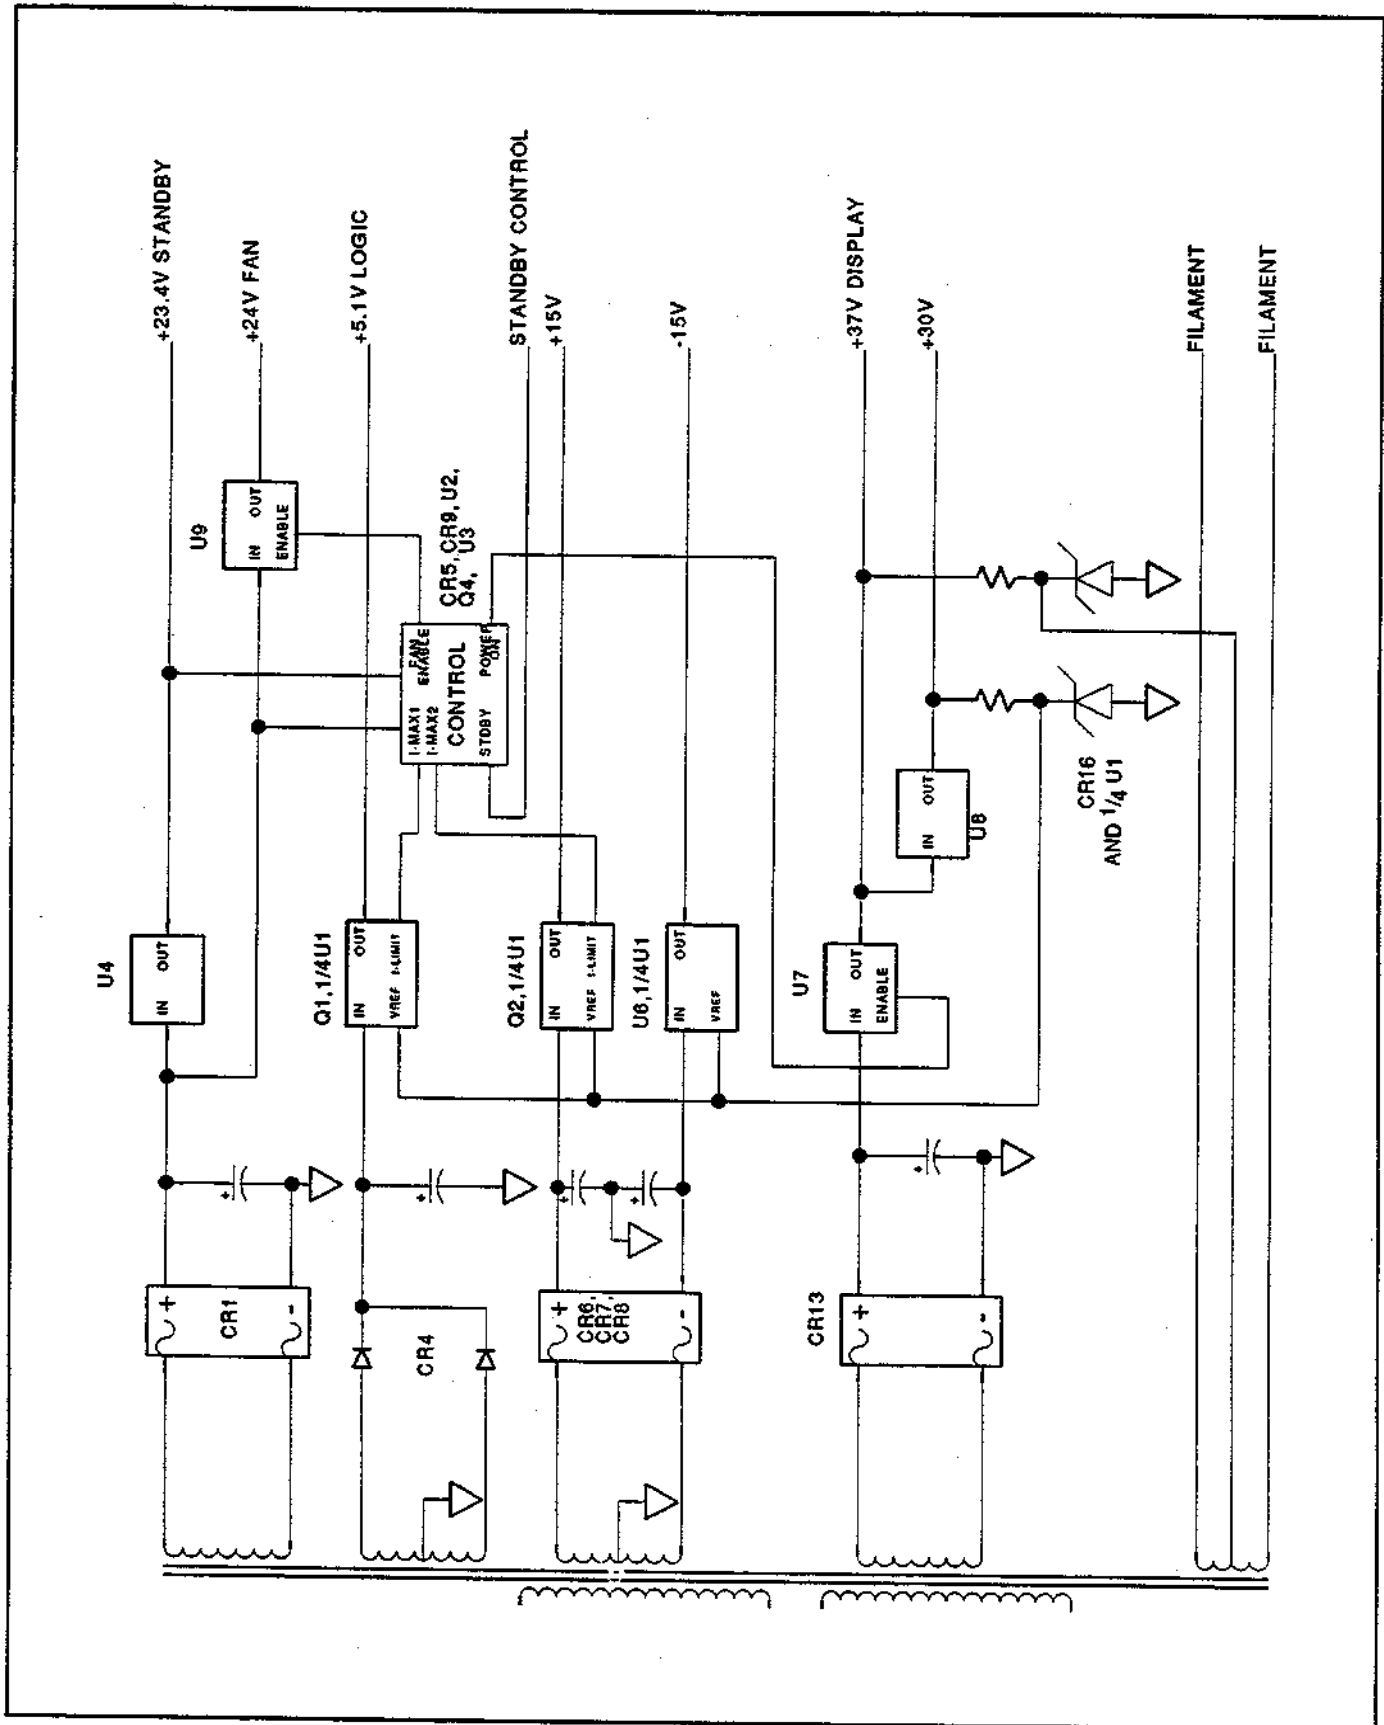 +23.4V STANDBY
+24V FAN
+5.1V LOGIC
STANDBY CONTROL
+15V
-15V
+37V DISPLAY
+30V
FILAMENT
FILAMENT
U9
IN OUT
ENABLE
CR5, CR9, U2,
Q4, U3
FAN
ENABLE
I-MAX1
I-MAX2
CONTROL
STDBY
POWER
ON
U4
IN OUT
Q1,1/4U1
IN OUT
VREF I-LIMIT
Q2,1/4U1
IN OUT
VREF I-LIMIT
U6,1/4U1
IN OUT
VREF
U7
IN OUT
ENABLE
IN OUT
U8
CR16
AND 1/4 U1
+
+
+
+
+
+
CR1
-
CR4
+
CR6,
CR7,
CR8
-
CR13
+
-